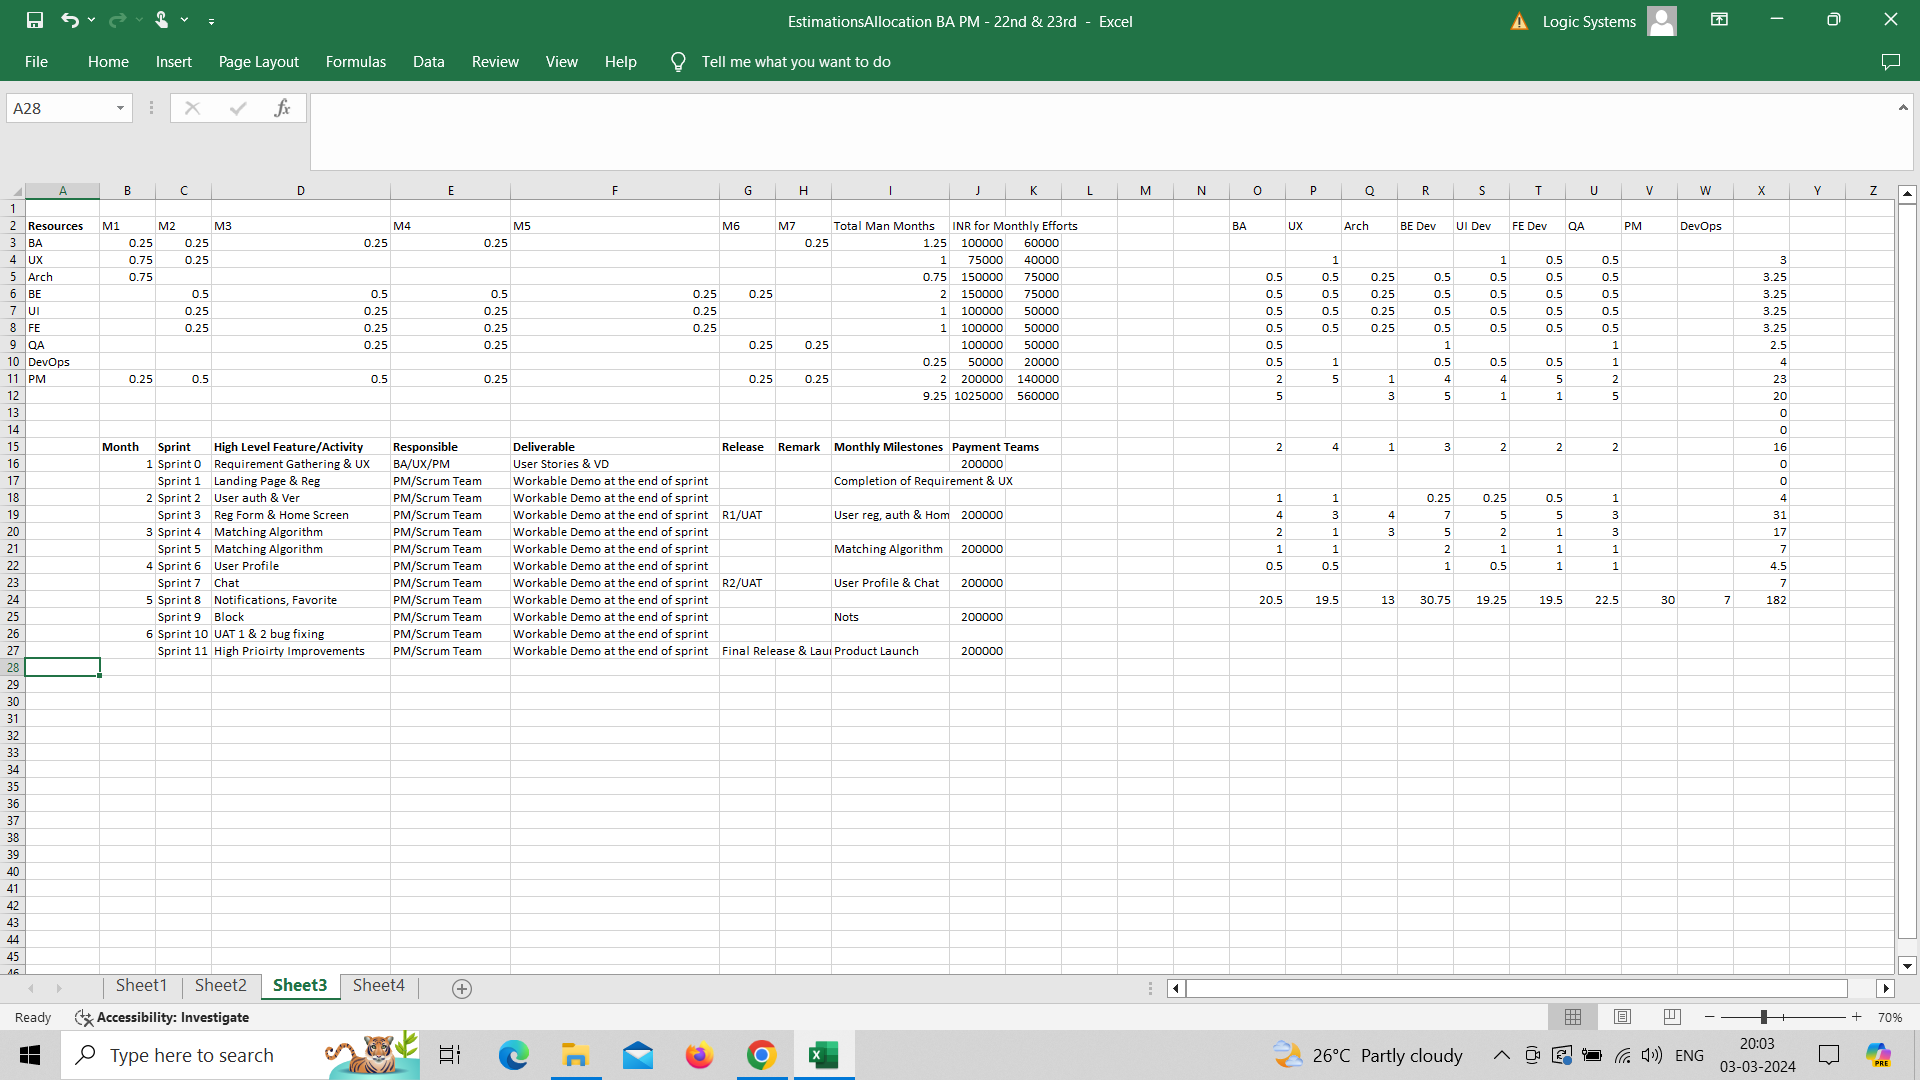 EstimationsAllocation BA PM - 22nd & 23rd - Excel
Logic Systems
File Home Insert Page Layout Formulas Data Review View Help Tell me what you want to do
A28 fx
A B C D E F G H I J K L M N O P Q R S T U V W X Y Z
1
2 Resources M1 M2 M3 M4 M5 M6 M7 Total Man Months INR for Monthly Efforts BA UX Arch BE Dev UI Dev FE Dev QA PM DevOps
3 BA 0.25 0.25 0.25 0.25 0.25 1.25 100000 60000
4 UX 0.75 0.25 1 75000 40000 1 1 0.5 0.5 3
5 Arch 0.75 0.75 150000 75000 0.5 0.5 0.25 0.5 0.5 0.5 0.5 3.25
6 BE 0.5 0.5 0.5 0.25 0.25 2 150000 75000 0.5 0.5 0.25 0.5 0.5 0.5 0.5 3.25
7 UI 0.25 0.25 0.25 0.25 1 100000 50000 0.5 0.5 0.25 0.5 0.5 0.5 0.5 3.25
8 FE 0.25 0.25 0.25 0.25 1 100000 50000 0.5 0.5 0.25 0.5 0.5 0.5 0.5 3.25
9 QA 0.25 0.25 0.25 0.25 100000 50000 0.5 1 1 2.5
10 DevOps 0.25 50000 20000 0.5 1 0.5 0.5 0.5 1 4
11 PM 0.25 0.5 0.5 0.25 0.25 0.25 2 200000 140000 2 5 1 4 4 5 2 23
12 9.25 1025000 560000 5 3 5 1 1 5 20
13 0
14 0
15 Month Sprint High Level Feature/Activity Responsible Deliverable Release Remark Monthly Milestones Payment Teams 2 4 1 3 2 2 2 16
16 1 Sprint 0 Requirement Gathering & UX BA/UX/PM User Stories & VD 200000 0
17 Sprint 1 Landing Page & Reg PM/Scrum Team Workable Demo at the end of sprint Completion of Requirement & UX 0
18 2 Sprint 2 User auth & Ver PM/Scrum Team Workable Demo at the end of sprint 1 1 0.25 0.25 0.5 1 4
19 Sprint 3 Reg Form & Home Screen PM/Scrum Team Workable Demo at the end of sprint R1/UAT User reg, auth & Hom 200000 4 3 4 7 5 5 3 31
20 3 Sprint 4 Matching Algorithm PM/Scrum Team Workable Demo at the end of sprint 2 1 3 5 2 1 3 17
21 Sprint 5 Matching Algorithm PM/Scrum Team Workable Demo at the end of sprint Matching Algorithm 200000 1 1 2 1 1 1 7
22 4 Sprint 6 User Profile PM/Scrum Team Workable Demo at the end of sprint 0.5 0.5 1 0.5 1 1 4.5
23 Sprint 7 Chat PM/Scrum Team Workable Demo at the end of sprint R2/UAT User Profile & Chat 200000 7
24 5 Sprint 8 Notifications, Favorite PM/Scrum Team Workable Demo at the end of sprint 20.5 19.5 13 30.75 19.25 19.5 22.5 30 7 182
25 Sprint 9 Block PM/Scrum Team Workable Demo at the end of sprint Nots 200000
26 6 Sprint 10 UAT 1 & 2 bug fixing PM/Scrum Team Workable Demo at the end of sprint
27 Sprint 11 High Prioirty Improvements PM/Scrum Team Workable Demo at the end of sprint Final Release & Lau Product Launch 200000
28
29
30
31
32
33
34
35
36
37
38
39
40
41
42
43
44
45
46
Sheet1 Sheet2 Sheet3 Sheet4
Ready Accessibility: Investigate 70%
Type here to search 26°C Partly cloudy ENG 20:03
03-03-2024
PRE